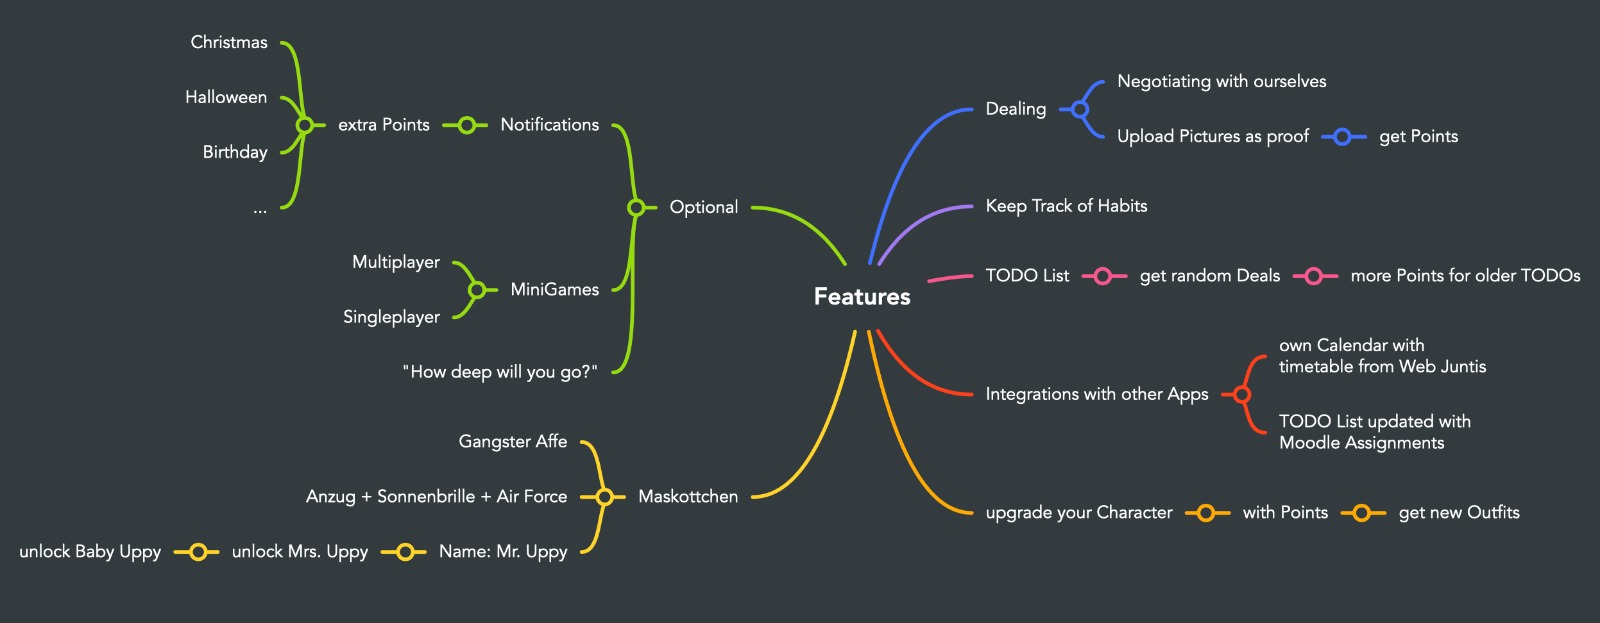 Features
Dealing
Negotiating with ourselves
Upload Pictures as proof
get Points
Keep Track of Habits
TODO List
get random Deals
more Points for older TODOs
Integrations with other Apps
own Calendar with
timetable from Web Juntis
TODO List updated with
Moodle Assignments
upgrade your Character
with Points
get new Outfits
Optional
Notifications
extra Points
Christmas
Halloween
Birthday
...
MiniGames
Multiplayer
Singleplayer
"How deep will you go?"
Maskottchen
Gangster Affe
Anzug + Sonnenbrille + Air Force
Name: Mr. Uppy
unlock Mrs. Uppy
unlock Baby Uppy